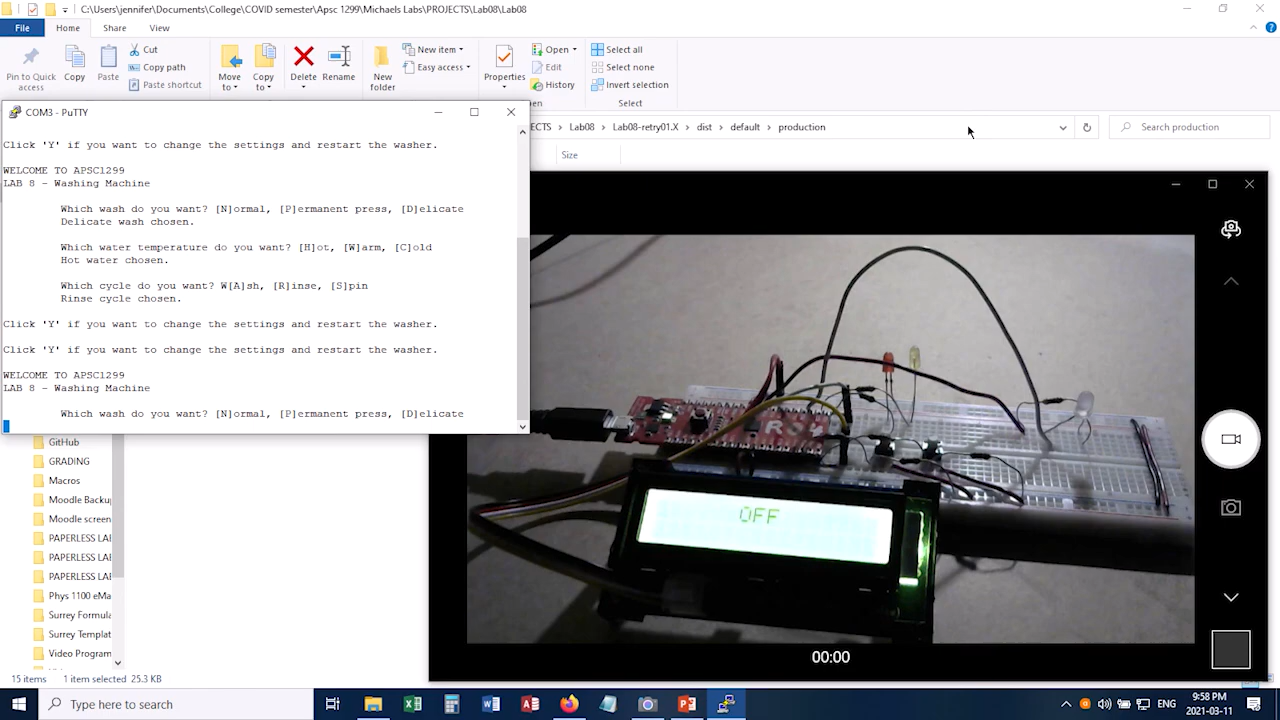 C:\Users\jennifer\Documents\College\COVID semester\Apsc 1299\Michaels Labs\PROJECTS\Lab08\Lab08
File
Home
Share
View
Pin to Quick access
Copy
Paste
Cut
Copy path
Paste shortcut
Move to
Copy to
Delete
Rename
New folder
New item
Easy access
Properties
Open
Edit
History
Select all
Select none
Invert selection
en
Select
COM3 - PuTTY
ECTS > Lab08 > Lab08-retry01.X > dist > default > production
Search production
Size
Click 'Y' if you want to change the settings and restart the washer.
WELCOME TO APSC1299
LAB 8 - Washing Machine
Which wash do you want? [N]ormal, [P]ermanent press, [D]elicate
Delicate wash chosen.
Which water temperature do you want? [H]ot, [W]arm, [C]old
Hot water chosen.
Which cycle do you want? W[A]sh, [R]inse, [S]pin
Rinse cycle chosen.
Click 'Y' if you want to change the settings and restart the washer.
Click 'Y' if you want to change the settings and restart the washer.
WELCOME TO APSC1299
LAB 8 - Washing Machine
Which wash do you want? [N]ormal, [P]ermanent press, [D]elicate
GitHub
GRADING
Macros
Moodle Backup
Moodle screen
PAPERLESS LA
PAPERLESS LA
PAPERLESS LA
Phys 1100 eMa
Surrey Formula
Surrey Templat
Video Program
OFF
00:00
15 items
1 item selected 25.3 KB
Type here to search
ENG
9:58 PM
2021-03-11